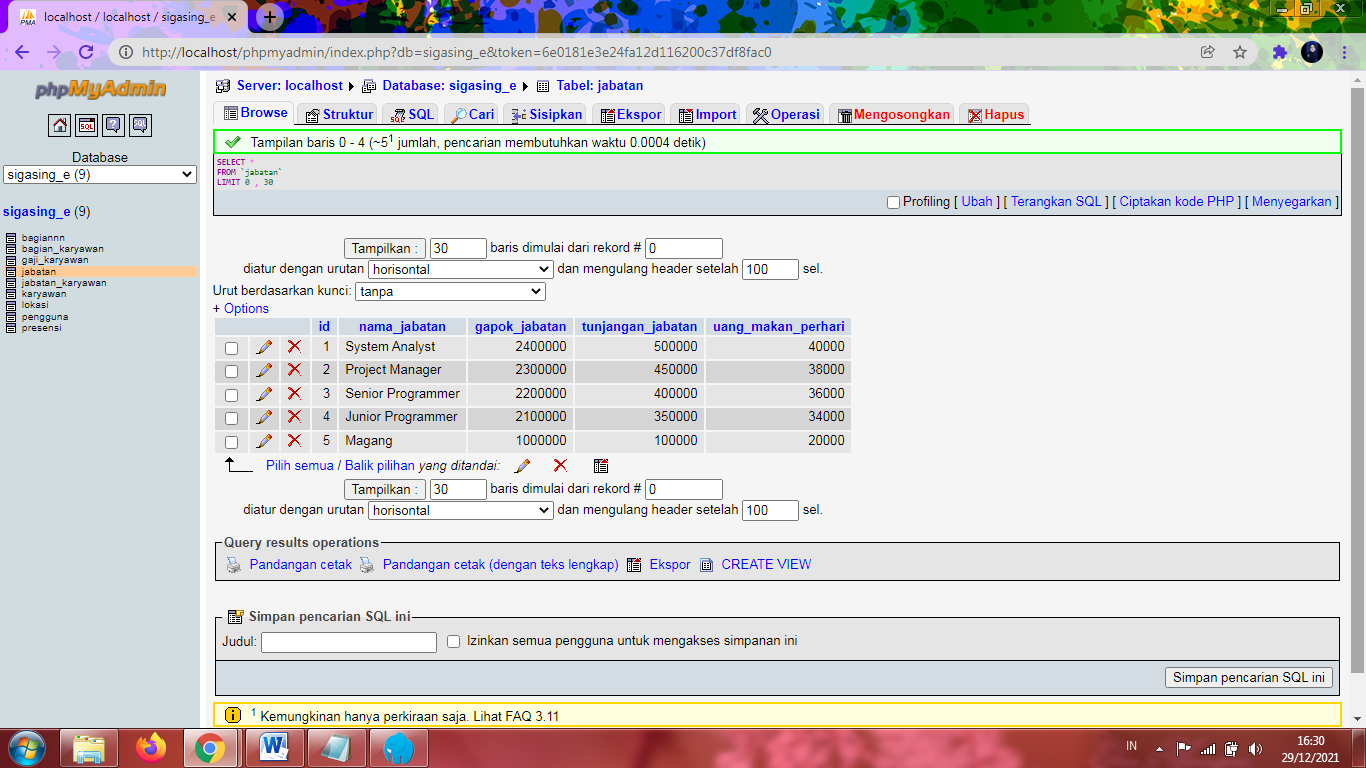 localhost / localhost / sigasing_e
http://localhost/phpmyadmin/index.php?db=sigasing_e&token=6e0181e3e24fa12d116200c37df8fac0
phpMyAdmin
SQL
Database
sigasing_e (9)
sigasing_e (9)
bagiannn
bagian_karyawan
gaji_karyawan
jabatan
jabatan_karyawan
karyawan
lokasi
pengguna
presensi
Server: localhost Database: sigasing_e Tabel: jabatan
Browse Struktur SQL Cari Sisipkan Ekspor Import Operasi Mengosongkan Hapus
Tampilan baris 0 - 4 (~5¹ jumlah, pencarian membutuhkan waktu 0.0004 detik)
SELECT *
FROM `jabatan`
LIMIT 0 , 30
Profiling [ Ubah ] [ Terangkan SQL ] [ Ciptakan kode PHP ] [ Menyegarkan ]
Tampilkan : 30 baris dimulai dari rekord # 0
diatur dengan urutan horisontal dan mengulang header setelah 100 sel.
Urut berdasarkan kunci: tanpa
+ Options
id nama_jabatan gapok_jabatan tunjangan_jabatan uang_makan_perhari
1 System Analyst 2400000 500000 40000
2 Project Manager 2300000 450000 38000
3 Senior Programmer 2200000 400000 36000
4 Junior Programmer 2100000 350000 34000
5 Magang 1000000 100000 20000
Pilih semua / Balik pilihan yang ditandai:
Tampilkan : 30 baris dimulai dari rekord # 0
diatur dengan urutan horisontal dan mengulang header setelah 100 sel.
Query results operations
Pandangan cetak Pandangan cetak (dengan teks lengkap) Ekspor CREATE VIEW
Simpan pencarian SQL ini
Judul: Izinkan semua pengguna untuk mengakses simpanan ini
Simpan pencarian SQL ini
¹ Kemungkinan hanya perkiraan saja. Lihat FAQ 3.11
IN 16:30
29/12/2021